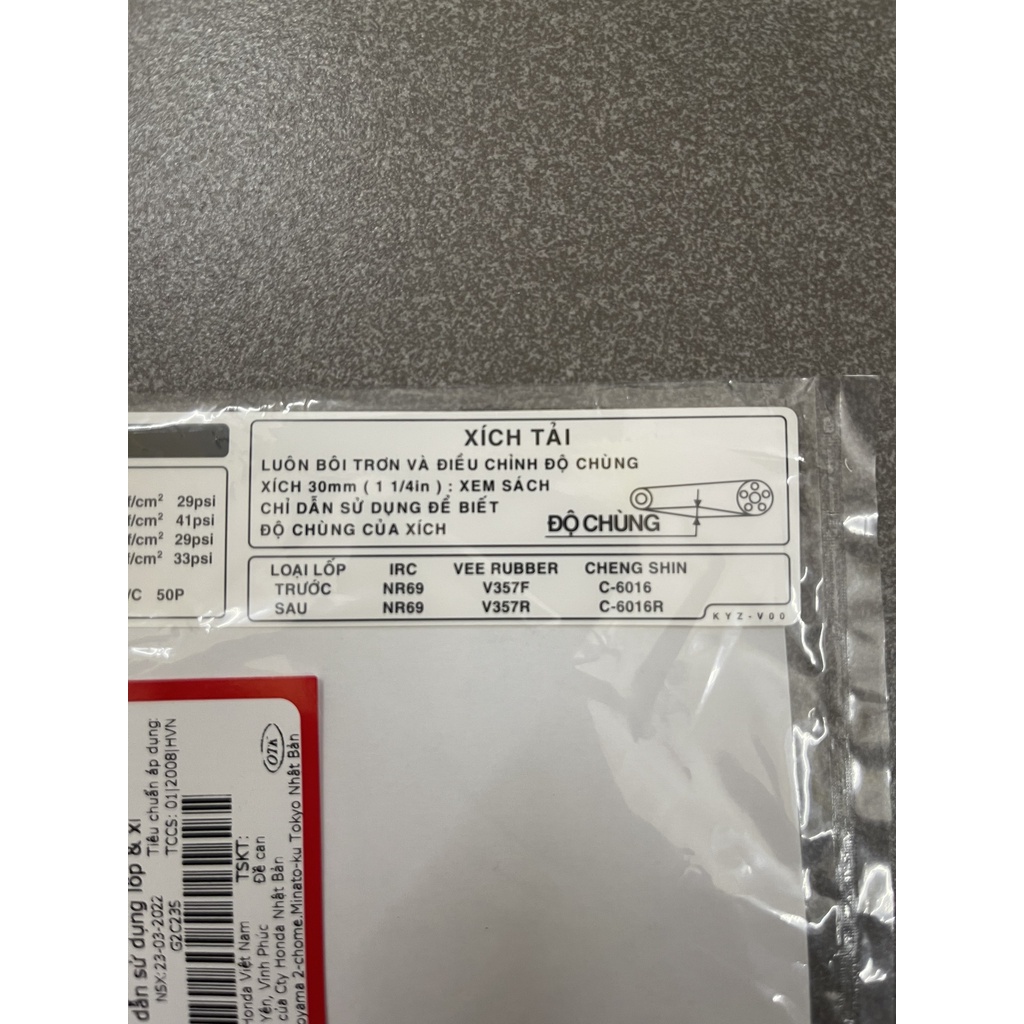 XÍCH TẢI
LUÔN BÔI TRƠN VÀ ĐIỀU CHỈNH ĐỘ CHÙNG
XÍCH 30mm ( 1 1/4in ) : XEM SÁCH
CHỈ DẪN SỬ DỤNG ĐỂ BIẾT
ĐỘ CHÙNG CỦA XÍCH
ĐỘ CHÙNG
f/cm² 29psi
f/cm² 41psi
f/cm² 29psi
f/cm² 33psi
/C 50P
LOẠI LỐP IRC VEE RUBBER CHENG SHIN
TRƯỚC NR69 V357F C-6016
SAU NR69 V357R C-6016R
KYZ-V00
dẫn sử dụng lốp & xí
NSX:23-03-2022
Tiêu chuẩn áp dụng:
TCCS: 01|2008|HVN
G2C23S
TSKT:
Honda Việt Nam
Đề can
Yên, Vĩnh Phúc
của Cty Honda Nhật Bản
oyama 2-chome.Minato-ku Tokyo Nhật Bản